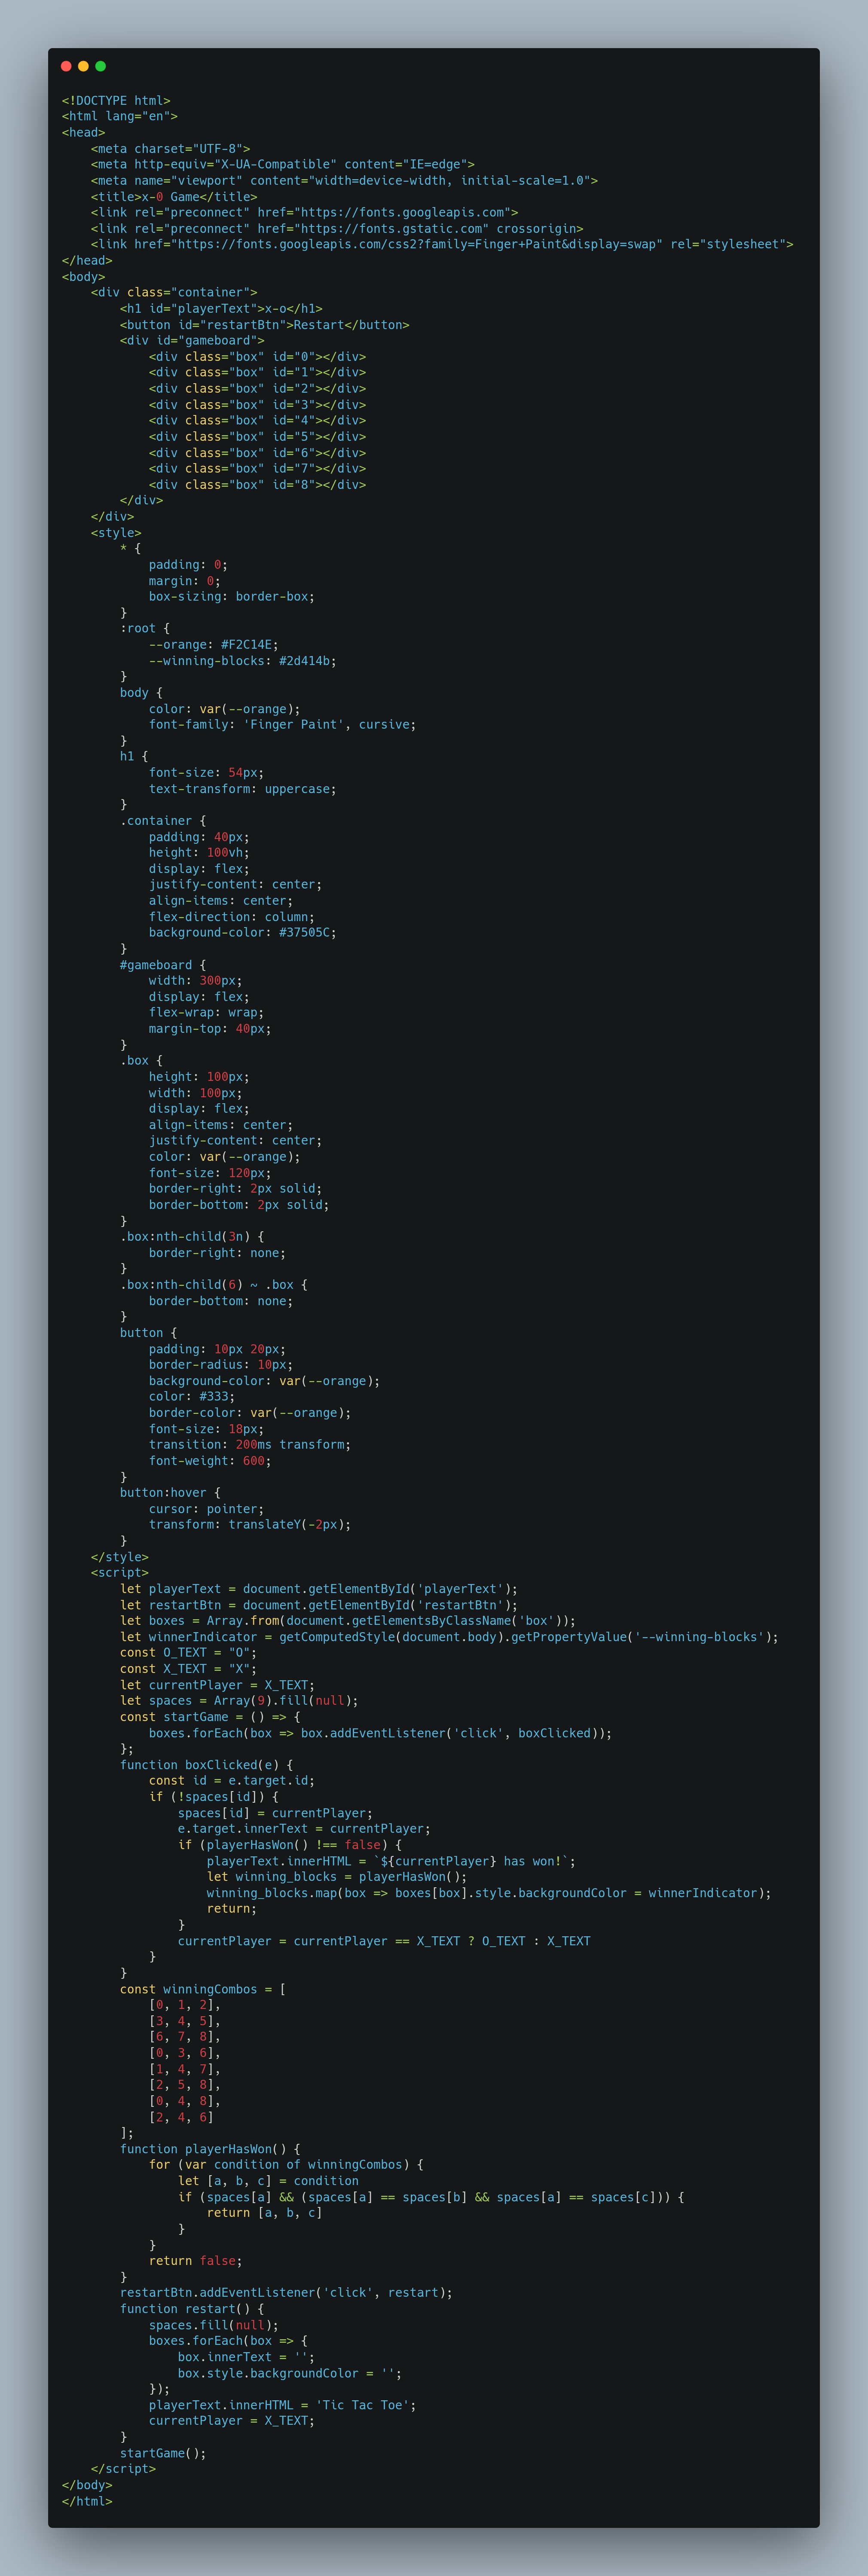 <!DOCTYPE html>
<html lang="en">
<head>
    <meta charset="UTF-8">
    <meta http-equiv="X-UA-Compatible" content="IE=edge">
    <meta name="viewport" content="width=device-width, initial-scale=1.0">
    <title>x-0 Game</title>
    <link rel="preconnect" href="https://fonts.googleapis.com">
    <link rel="preconnect" href="https://fonts.gstatic.com" crossorigin>
    <link href="https://fonts.googleapis.com/css2?family=Finger+Paint&display=swap" rel="stylesheet">
</head>
<body>
    <div class="container">
        <h1 id="playerText">x-o</h1>
        <button id="restartBtn">Restart</button>
        <div id="gameboard">
            <div class="box" id="0"></div>
            <div class="box" id="1"></div>
            <div class="box" id="2"></div>
            <div class="box" id="3"></div>
            <div class="box" id="4"></div>
            <div class="box" id="5"></div>
            <div class="box" id="6"></div>
            <div class="box" id="7"></div>
            <div class="box" id="8"></div>
        </div>
    </div>
    <style>
        * {
            padding: 0;
            margin: 0;
            box-sizing: border-box;
        }
        :root {
            --orange: #F2C14E;
            --winning-blocks: #2d414b;
        }
        body {
            color: var(--orange);
            font-family: 'Finger Paint', cursive;
        }
        h1 {
            font-size: 54px;
            text-transform: uppercase;
        }
        .container {
            padding: 40px;
            height: 100vh;
            display: flex;
            justify-content: center;
            align-items: center;
            flex-direction: column;
            background-color: #37505C;
        }
        #gameboard {
            width: 300px;
            display: flex;
            flex-wrap: wrap;
            margin-top: 40px;
        }
        .box {
            height: 100px;
            width: 100px;
            display: flex;
            align-items: center;
            justify-content: center;
            color: var(--orange);
            font-size: 120px;
            border-right: 2px solid;
            border-bottom: 2px solid;
        }
        .box:nth-child(3n) {
            border-right: none;
        }
        .box:nth-child(6) ~ .box {
            border-bottom: none;
        }
        button {
            padding: 10px 20px;
            border-radius: 10px;
            background-color: var(--orange);
            color: #333;
            border-color: var(--orange);
            font-size: 18px;
            transition: 200ms transform;
            font-weight: 600;
        }
        button:hover {
            cursor: pointer;
            transform: translateY(-2px);
        }
    </style>
    <script>
        let playerText = document.getElementById('playerText');
        let restartBtn = document.getElementById('restartBtn');
        let boxes = Array.from(document.getElementsByClassName('box'));
        let winnerIndicator = getComputedStyle(document.body).getPropertyValue('--winning-blocks');
        const O_TEXT = "O";
        const X_TEXT = "X";
        let currentPlayer = X_TEXT;
        let spaces = Array(9).fill(null);
        const startGame = () => {
            boxes.forEach(box => box.addEventListener('click', boxClicked));
        };
        function boxClicked(e) {
            const id = e.target.id;
            if (!spaces[id]) {
                spaces[id] = currentPlayer;
                e.target.innerText = currentPlayer;
                if (playerHasWon() !== false) {
                    playerText.innerHTML = `${currentPlayer} has won!`;
                    let winning_blocks = playerHasWon();
                    winning_blocks.map(box => boxes[box].style.backgroundColor = winnerIndicator);
                    return;
                }
                currentPlayer = currentPlayer == X_TEXT ? O_TEXT : X_TEXT
            }
        }
        const winningCombos = [
            [0, 1, 2],
            [3, 4, 5],
            [6, 7, 8],
            [0, 3, 6],
            [1, 4, 7],
            [2, 5, 8],
            [0, 4, 8],
            [2, 4, 6]
        ];
        function playerHasWon() {
            for (var condition of winningCombos) {
                let [a, b, c] = condition
                if (spaces[a] && (spaces[a] == spaces[b] && spaces[a] == spaces[c])) {
                    return [a, b, c]
                }
            }
            return false;
        }
        restartBtn.addEventListener('click', restart);
        function restart() {
            spaces.fill(null);
            boxes.forEach(box => {
                box.innerText = '';
                box.style.backgroundColor = '';
            });
            playerText.innerHTML = 'Tic Tac Toe';
            currentPlayer = X_TEXT;
        }
        startGame();
    </script>
</body>
</html>